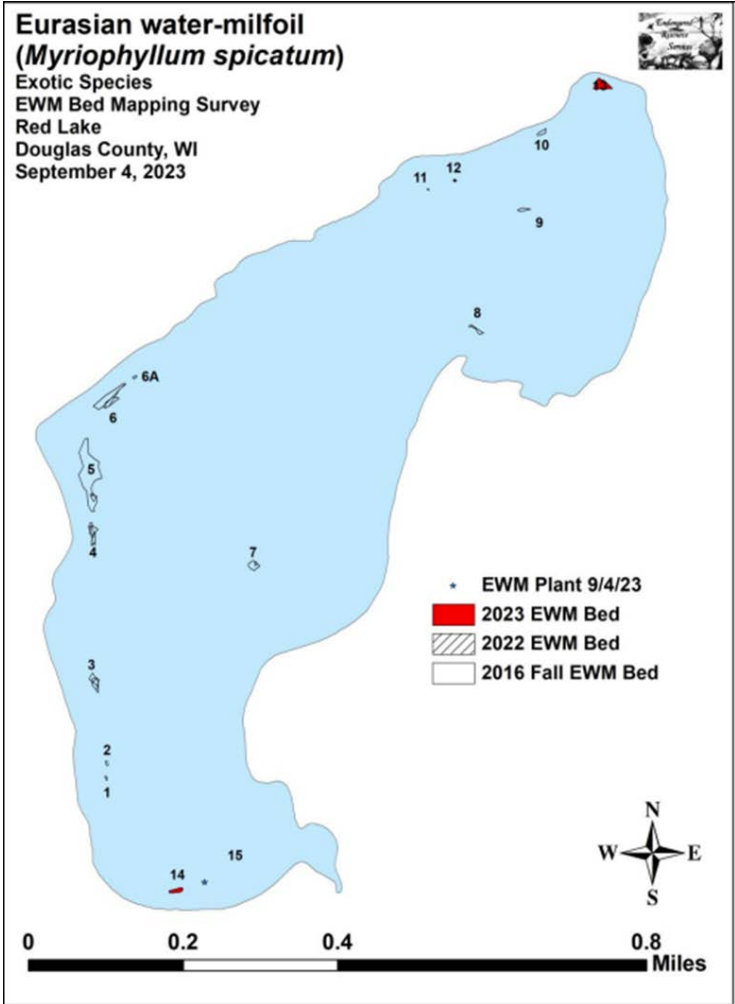 Eurasian water-milfoil
(Myriophyllum spicatum)
Exotic Species
EWM Bed Mapping Survey
Red Lake
Douglas County, WI
September 4, 2023
Endangered
Resource
Services
10
11
12
9
8
6A
6
5
4
7
EWM Plant 9/4/23
2023 EWM Bed
2022 EWM Bed
2016 Fall EWM Bed
3
2
1
N
W E
S
15
14
0 0.2 0.4 0.8
Miles